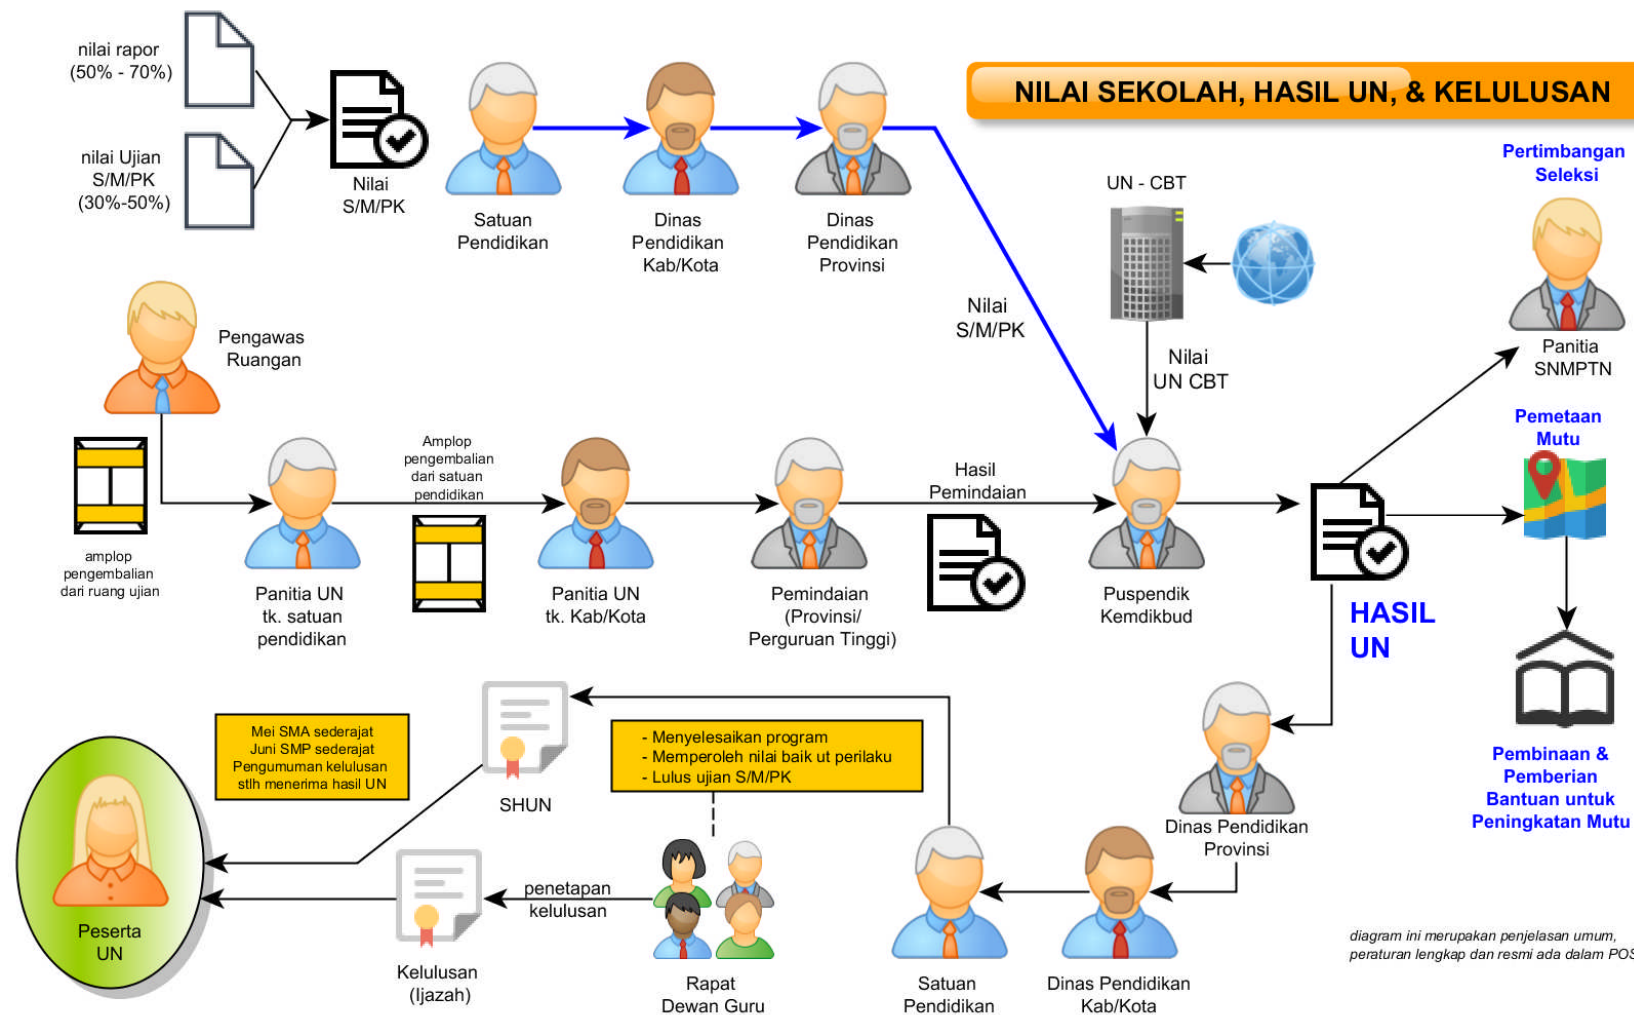 NILAI SEKOLAH, HASIL UN, & KELULUSAN
nilai rapor
(50% - 70%)
nilai Ujian
S/M/PK
(30%-50%)
Nilai
S/M/PK
Satuan
Pendidikan
Dinas
Pendidikan
Kab/Kota
Dinas
Pendidikan
Provinsi
Nilai
S/M/PK
UN - CBT
Nilai
UN CBT
Pertimbangan
Seleksi
Panitia
SNMPTN
Pengawas
Ruangan
amplop
pengembalian
dari ruang ujian
Panitia UN
tk. satuan
pendidikan
Amplop
pengembalian
dari satuan
pendidikan
Panitia UN
tk. Kab/Kota
Pemindaian
(Provinsi/
Perguruan Tinggi)
Hasil
Pemindaian
Puspendik
Kemdikbud
HASIL
UN
Pemetaan
Mutu
Pembinaan &
Pemberian
Bantuan untuk
Peningkatan Mutu
Dinas Pendidikan
Provinsi
Dinas Pendidikan
Kab/Kota
Satuan
Pendidikan
SHUN
- Menyelesaikan program
- Memperoleh nilai baik ut perilaku
- Lulus ujian S/M/PK
Rapat
Dewan Guru
penetapan
kelulusan
Kelulusan
(Ijazah)
Mei SMA sederajat
Juni SMP sederajat
Pengumuman kelulusan
stlh menerima hasil UN
Peserta
UN
diagram ini merupakan penjelasan umum,
peraturan lengkap dan resmi ada dalam POS